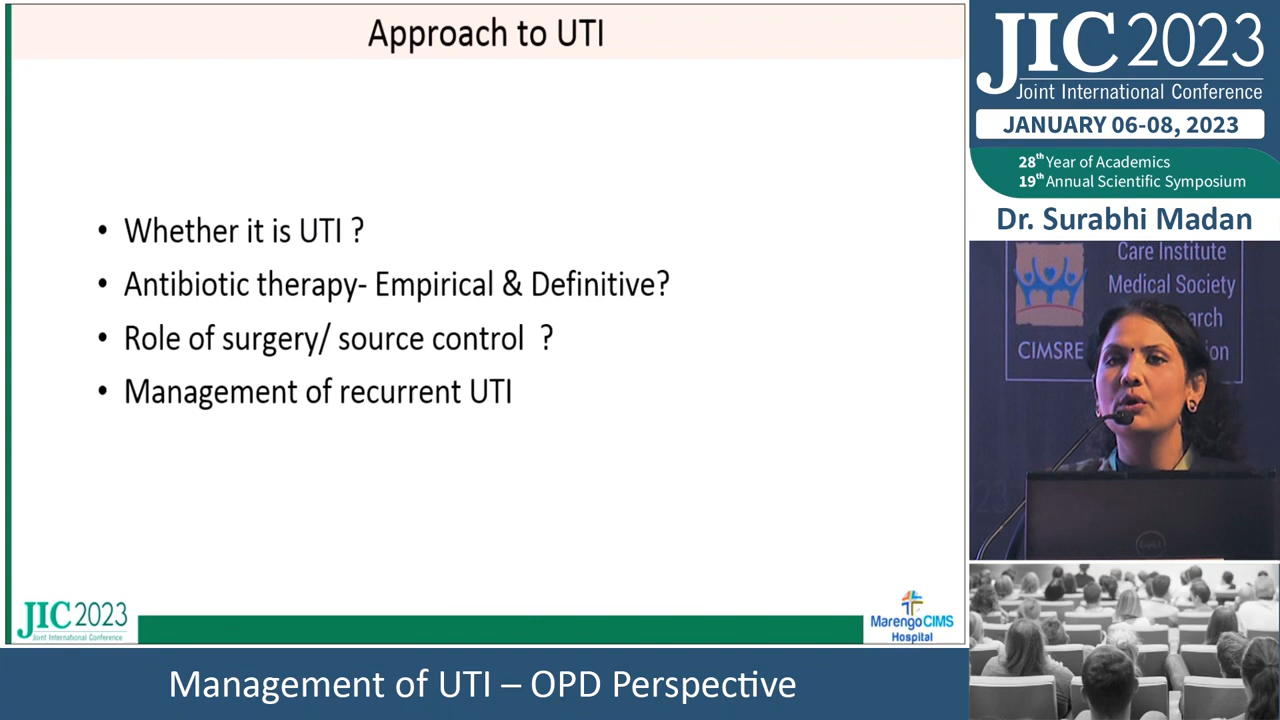 Approach to UTI
• Whether it is UTI ?
• Antibiotic therapy- Empirical & Definitive?
• Role of surgery/ source control ?
• Management of recurrent UTI
JIC 2023
Joint International Conference
MarengoCIMS
Hospital
Management of UTI – OPD Perspective
JIC 2023
Joint International Conference
JANUARY 06-08, 2023
28th Year of Academics
19th Annual Scientific Symposium
Dr. Surabhi Madan
Care Institute
Medical Society
CIMSRE